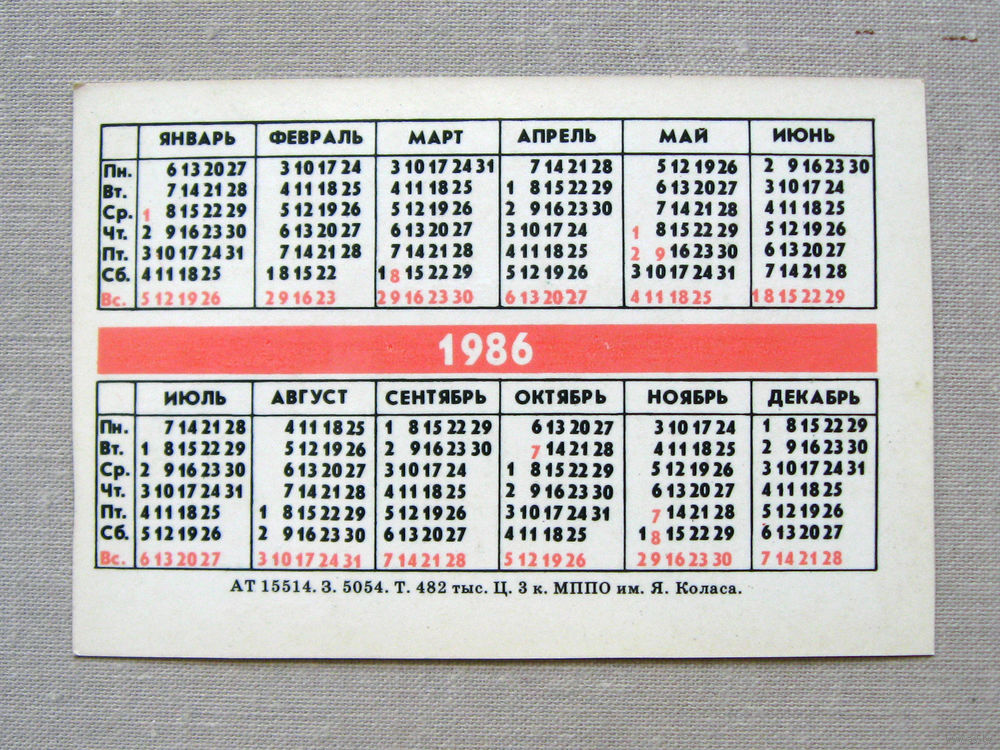 ЯНВАРЬ ФЕВРАЛЬ МАРТ АПРЕЛЬ МАЙ ИЮНЬ
Пн. 6 13 20 27 3 10 17 24 3 10 17 24 31 7 14 21 28 5 12 19 26 2 9 16 23 30
Вт. 7 14 21 28 4 11 18 25 4 11 18 25 1 8 15 22 29 6 13 20 27 3 10 17 24
Ср. 1 8 15 22 29 5 12 19 26 5 12 19 26 2 9 16 23 30 7 14 21 28 4 11 18 25
Чт. 2 9 16 23 30 6 13 20 27 6 13 20 27 3 10 17 24 1 8 15 22 29 5 12 19 26
Пт. 3 10 17 24 31 7 14 21 28 7 14 21 28 4 11 18 25 2 9 16 23 30 6 13 20 27
Сб. 4 11 18 25 1 8 15 22 1 8 15 22 29 5 12 19 26 3 10 17 24 31 7 14 21 28
Вс. 5 12 19 26 2 9 16 23 2 9 16 23 30 6 13 20 27 4 11 18 25 1 8 15 22 29
1986
ИЮЛЬ АВГУСТ СЕНТЯБРЬ ОКТЯБРЬ НОЯБРЬ ДЕКАБРЬ
Пн. 7 14 21 28 4 11 18 25 1 8 15 22 29 6 13 20 27 3 10 17 24 1 8 15 22 29
Вт. 1 8 15 22 29 5 12 19 26 2 9 16 23 30 7 14 21 28 4 11 18 25 2 9 16 23 30
Ср. 2 9 16 23 30 6 13 20 27 3 10 17 24 1 8 15 22 29 5 12 19 26 3 10 17 24 31
Чт. 3 10 17 24 31 7 14 21 28 4 11 18 25 2 9 16 23 30 6 13 20 27 4 11 18 25
Пт. 4 11 18 25 1 8 15 22 29 5 12 19 26 3 10 17 24 31 7 14 21 28 5 12 19 26
Сб. 5 12 19 26 2 9 16 23 30 6 13 20 27 4 11 18 25 1 8 15 22 29 6 13 20 27
Вс. 6 13 20 27 3 10 17 24 31 7 14 21 28 5 12 19 26 2 9 16 23 30 7 14 21 28
АТ 15514. З. 5054. Т. 482 тыс. Ц. 3 к. МППО им. Я. Коласа.